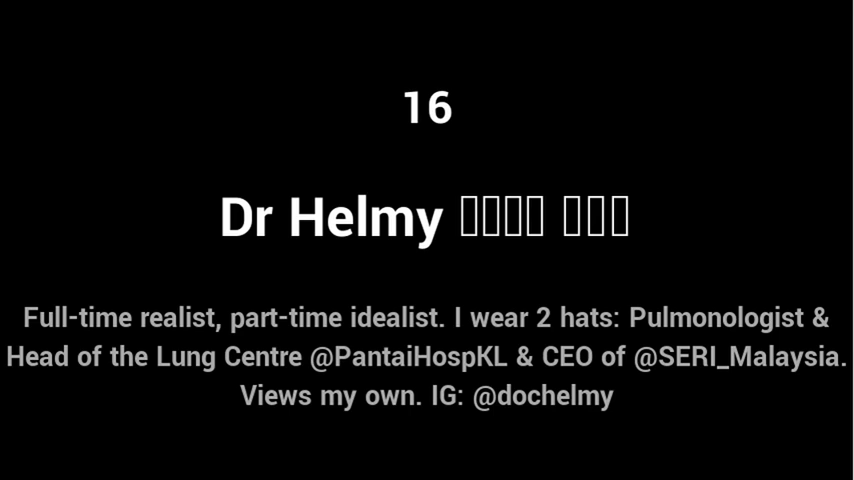 16
Dr Helmy
Full-time realist, part-time idealist. I wear 2 hats: Pulmonologist &
Head of the Lung Centre @PantaiHospKL & CEO of @SERI_Malaysia.
Views my own. IG: @dochelmy